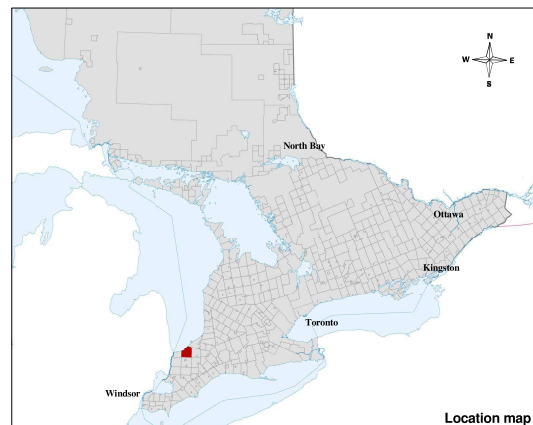 N
W E
S
North Bay
Ottawa
Kingston
Toronto
Windsor
Location map